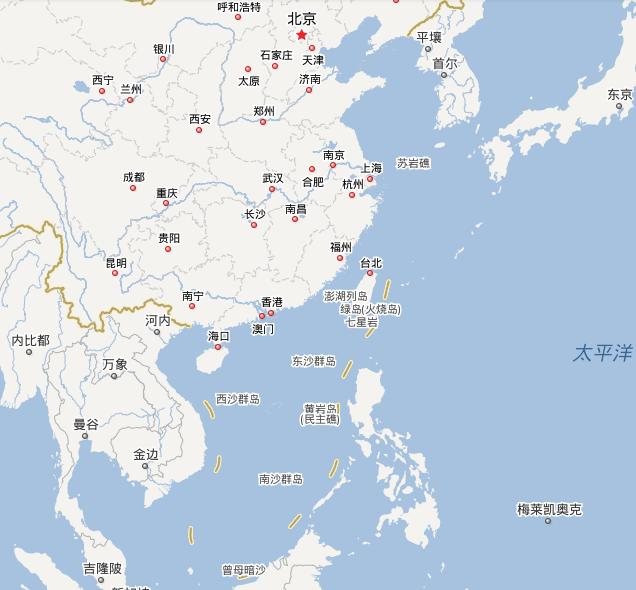 呼和浩特
北京
平壤
银川
石家庄
天津
首尔
西宁
兰州
太原
济南
东京
郑州
西安
南京
上海
苏岩礁
成都
武汉
合肥
杭州
重庆
长沙
南昌
贵阳
福州
昆明
台北
南宁
香港
澎湖列岛
绿岛(火烧岛)
七星岩
河内
澳门
海口
内比都
万象
东沙群岛
太平洋
西沙群岛
黄岩岛
(民主礁)
曼谷
金边
南沙群岛
梅莱凯奥克
吉隆陂
曾母暗沙